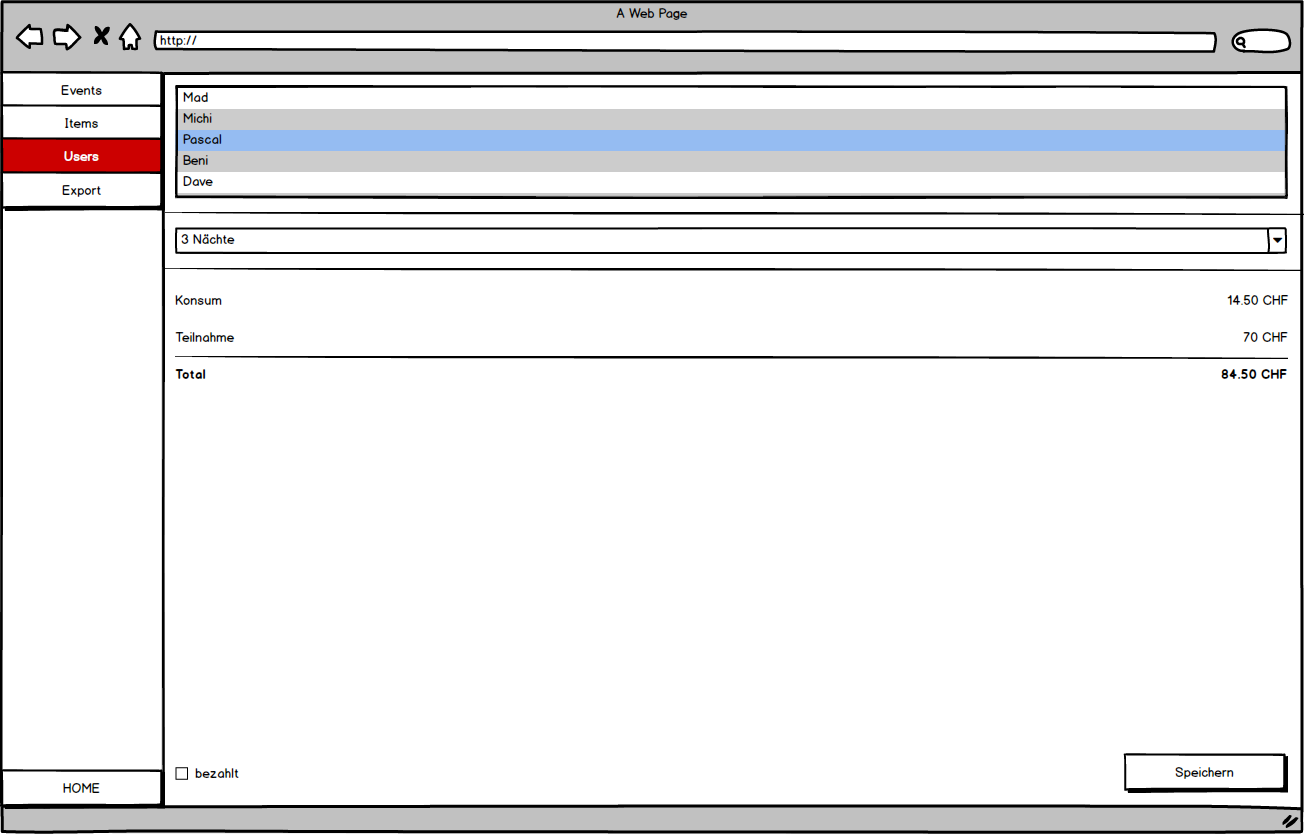 A Web Page
http://
Events
Items
Users
Export
HOME
Mad
Michi
Pascal
Beni
Dave
3 Nächte
Konsum 14.50 CHF
Teilnahme 70 CHF
Total 84.50 CHF
bezahlt
Speichern